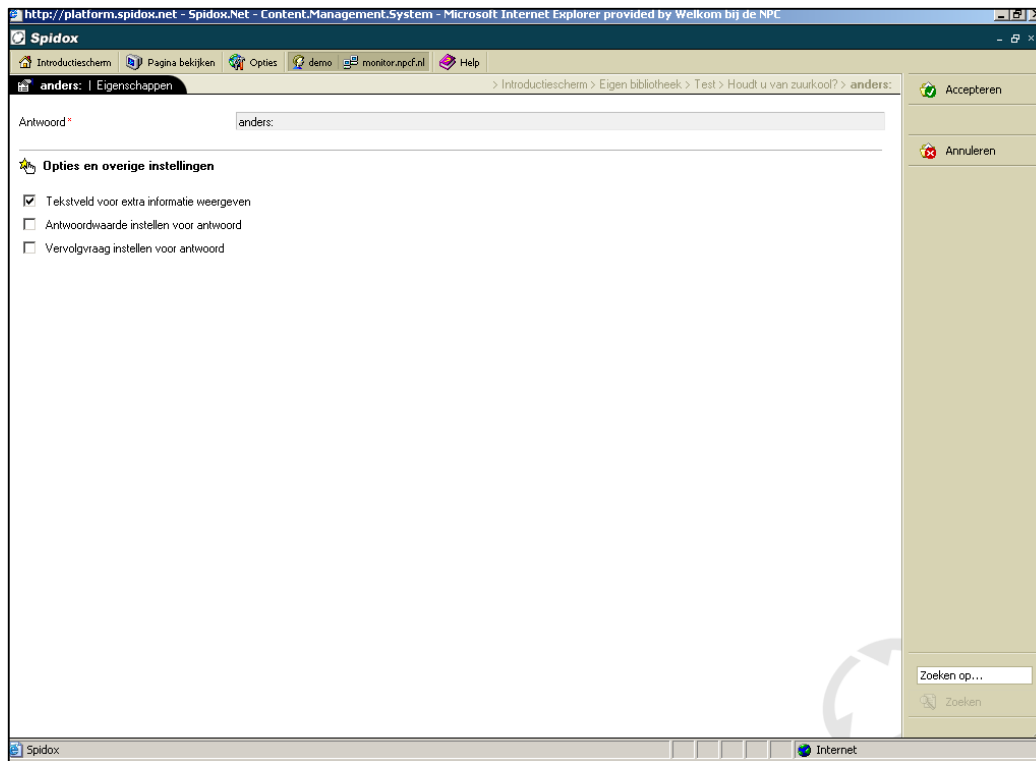 http://platform.spidox.net - Spidox.Net - Content.Management.System - Microsoft Internet Explorer provided by Welkom bij de NPC
Spidox
Introductiescherm Pagina bekijken Opties demo monitor.npcf.nl Help
anders: | Eigenschappen > Introductiescherm > Eigen bibliotheek > Test > Houdt u van zuurkool? > anders:
Accepteren
Antwoord* anders:
Annuleren
Opties en overige instellingen
Tekstveld voor extra informatie weergeven
Antwoordwaarde instellen voor antwoord
Vervolgvraag instellen voor antwoord
Zoeken op...
Zoeken
Spidox Internet